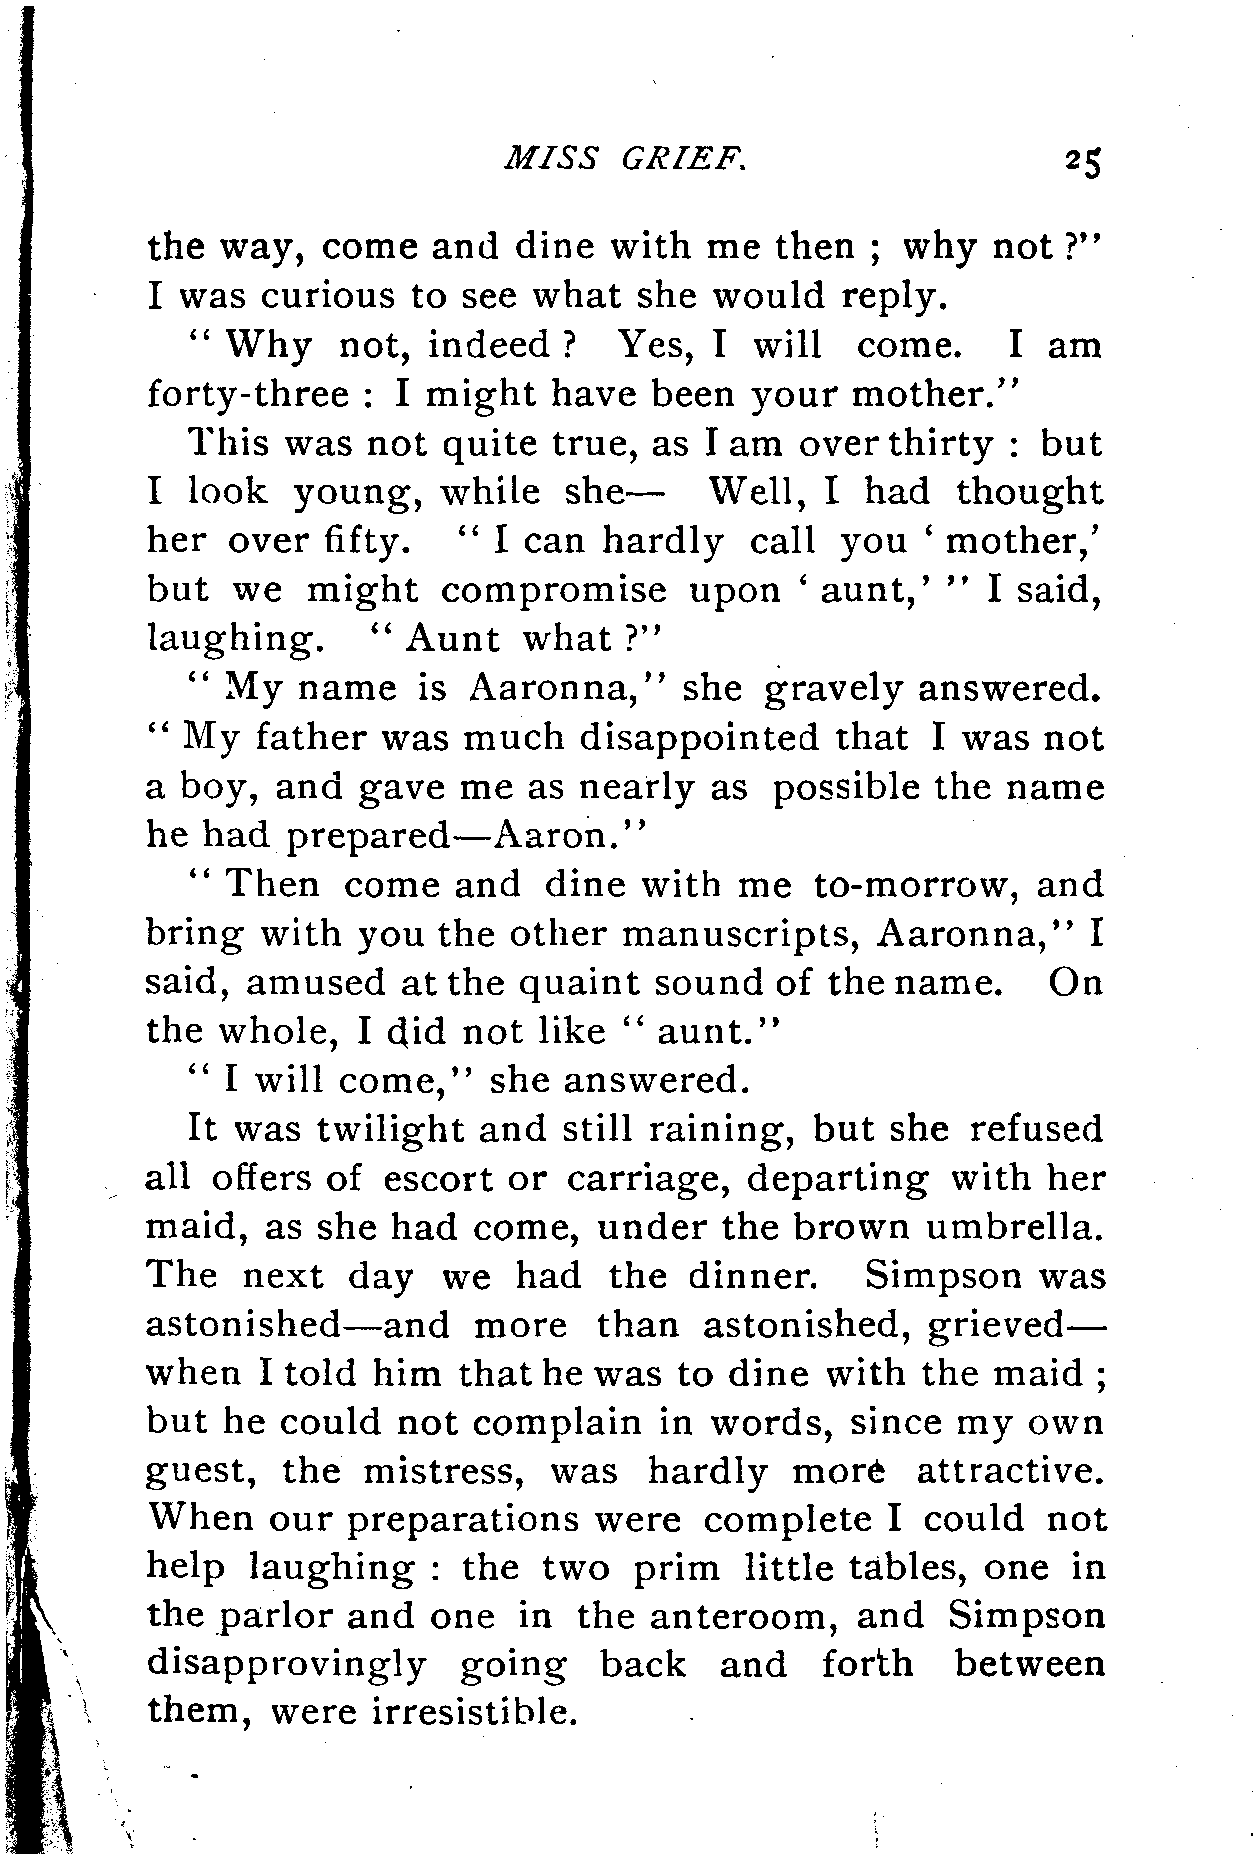 MISS GRIEF. 25
the way, come and dine with me then ; why not ?"
I was curious to see what she would reply.
" Why not, indeed ? Yes, I will come. I am
forty-three : I might have been your mother."
This was not quite true, as I am over thirty : but
I look young, while she— Well, I had thought
her over fifty. " I can hardly call you ' mother,'
but we might compromise upon ' aunt,' " I said,
laughing. " Aunt what ?"
" My name is Aaronna," she gravely answered.
" My father was much disappointed that I was not
a boy, and gave me as nearly as possible the name
he had prepared—Aaron."
" Then come and dine with me to-morrow, and
bring with you the other manuscripts, Aaronna," I
said, amused at the quaint sound of the name. On
the whole, I did not like " aunt."
" I will come," she answered.
It was twilight and still raining, but she refused
all offers of escort or carriage, departing with her
maid, as she had come, under the brown umbrella.
The next day we had the dinner. Simpson was
astonished—and more than astonished, grieved—
when I told him that he was to dine with the maid ;
but he could not complain in words, since my own
guest, the mistress, was hardly more attractive.
When our preparations were complete I could not
help laughing : the two prim little tables, one in
the parlor and one in the anteroom, and Simpson
disapprovingly going back and forth between
them, were irresistible.